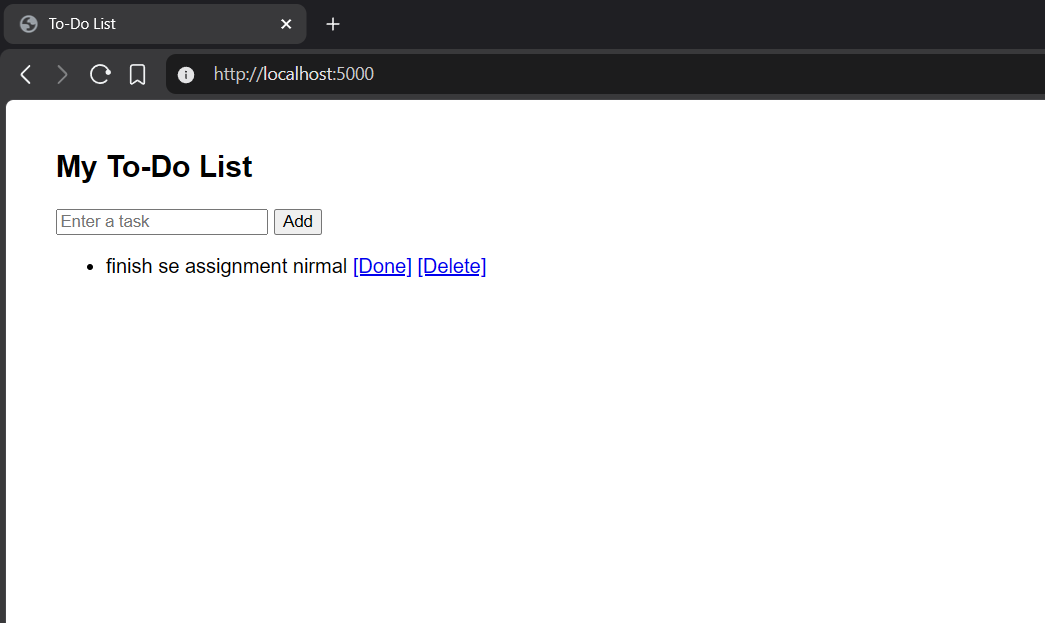 To-Do List
http://localhost:5000
My To-Do List
Enter a task Add
finish se assignment nirmal [Done] [Delete]